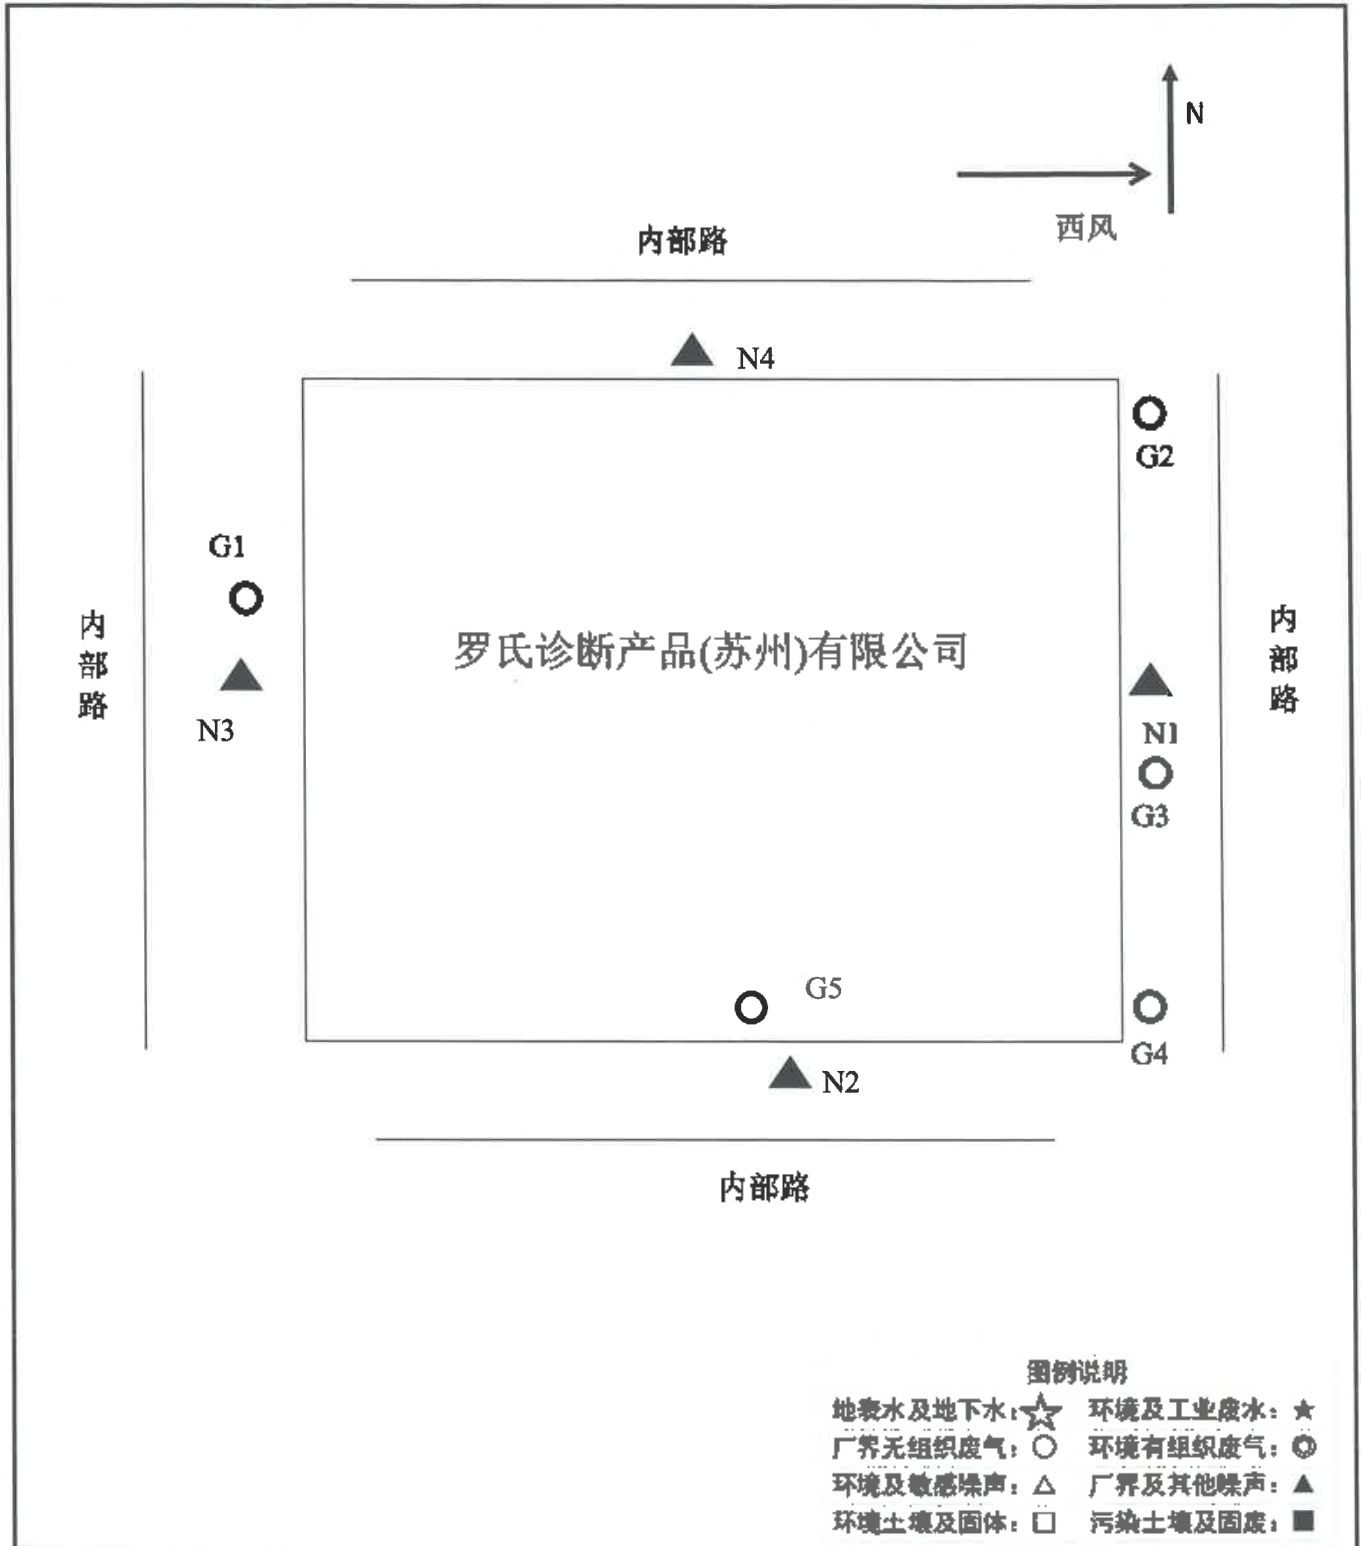 N
西风
内部路
N4
G2
G1
内部路
罗氏诊断产品(苏州)有限公司
内部路
N3
N1
G3
G5
G4
N2
内部路
图例说明
地表水及地下水：☆ 环境及工业废水：★
厂界无组织废气：○ 环境有组织废气：◎
环境及敏感噪声：△ 厂界及其他噪声：▲
环境土壤及固体：□ 污染土壤及固废：■